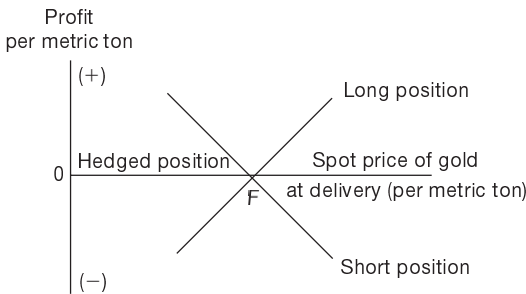 Profit
per metric ton
(+)
Long position
0
Hedged position
Spot price of gold
F
at delivery (per metric ton)
Short position
(−)